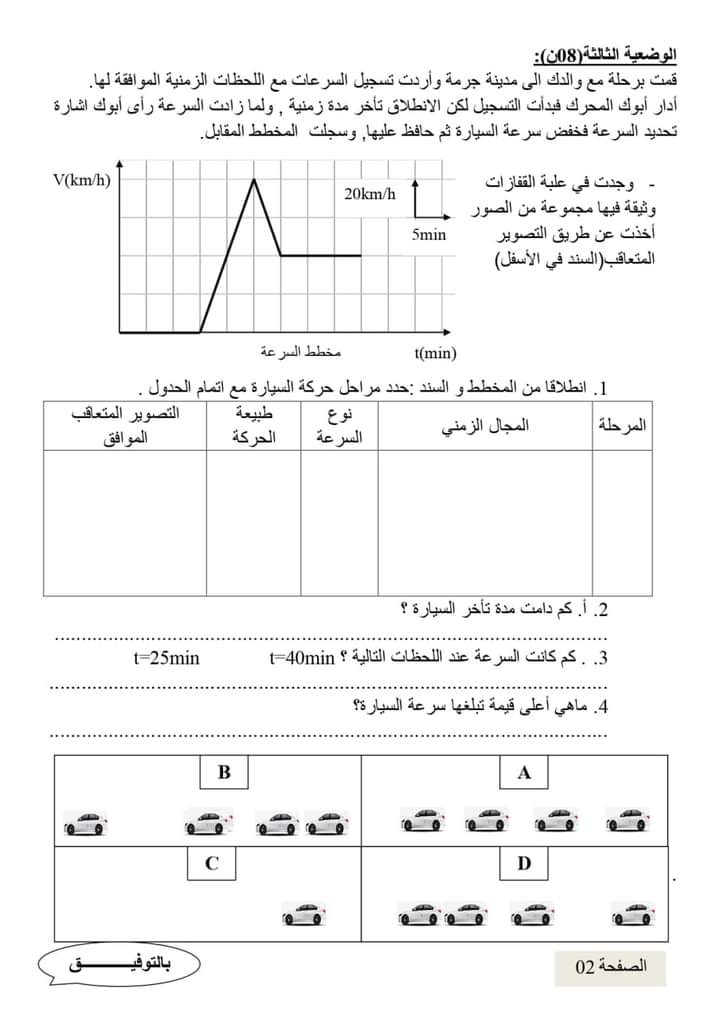 الوضعية الثالثة(08ن):
قمت برحلة مع والدك الى مدينة جرمة وأردت تسجيل السرعات مع اللحظات الزمنية الموافقة لها.
أدار أبوك المحرك فبدأت التسجيل لكن الانطلاق تأخر مدة زمنية , ولما زادت السرعة رأى أبوك اشارة
تحديد السرعة فخفض سرعة السيارة ثم حافظ عليها, وسجلت المخطط المقابل.
- وجدت في علبة القفازات
وثيقة فيها مجموعة من الصور
أخذت عن طريق التصوير
المتعاقب(السند في الأسفل)
V(km/h)
20km/h
5min
t(min)
مخطط السرعة
1. انطلاقا من المخطط و السند :حدد مراحل حركة السيارة مع اتمام الجدول .
المرحلة
المجال الزمني
نوع
السرعة
طبيعة
الحركة
التصوير المتعاقب
الموافق
2. أ. كم دامت مدة تأخر السيارة ؟
3. . كم كانت السرعة عند اللحظات التالية ؟ t=40min t=25min
4. ماهي أعلى قيمة تبلغها سرعة السيارة؟
A
B
D
C
.
الصفحة 02
بالتوفيــــــــق